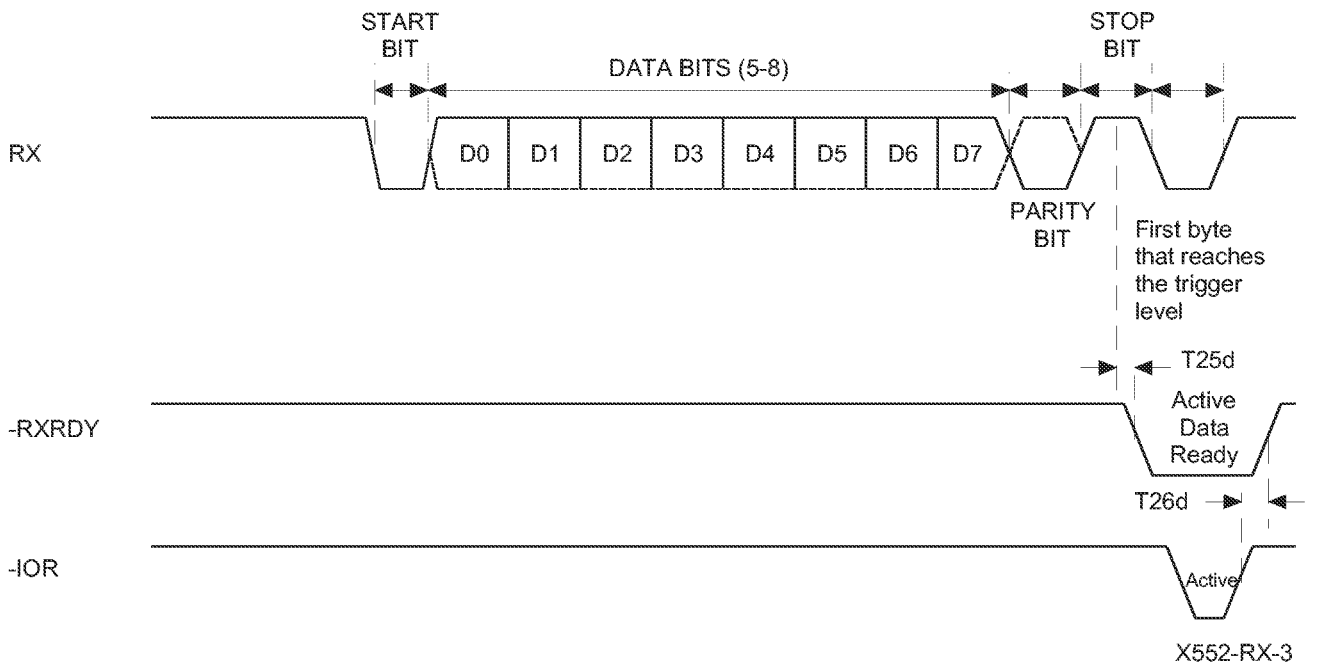 START
BIT
STOP
BIT
DATA BITS (5-8)
RX
D0 D1 D2 D3 D4 D5 D6 D7
PARITY
BIT
First byte
that reaches
the trigger
level
T25d
-RXRDY
Active
Data
Ready
T26d
-IOR
Active
X552-RX-3